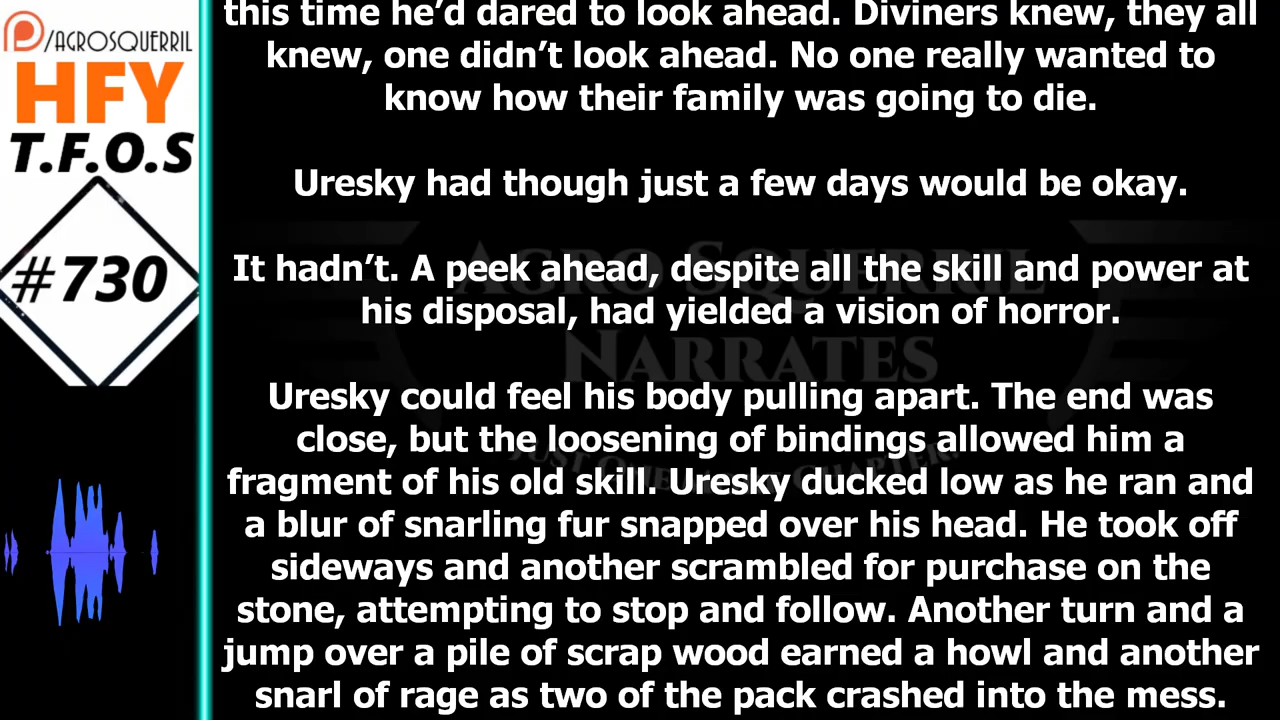 /AGROSQUERRIL
HFY
T.F.O.S
#730
this time he’d dared to look ahead. Diviners knew, they all
knew, one didn’t look ahead. No one really wanted to
know how their family was going to die.
Uresky had though just a few days would be okay.
It hadn’t. A peek ahead, despite all the skill and power at
his disposal, had yielded a vision of horror.
Uresky could feel his body pulling apart. The end was
close, but the loosening of bindings allowed him a
fragment of his old skill. Uresky ducked low as he ran and
a blur of snarling fur snapped over his head. He took off
sideways and another scrambled for purchase on the
stone, attempting to stop and follow. Another turn and a
jump over a pile of scrap wood earned a howl and another
snarl of rage as two of the pack crashed into the mess.
AGRO SQUERRIL
NARRATES